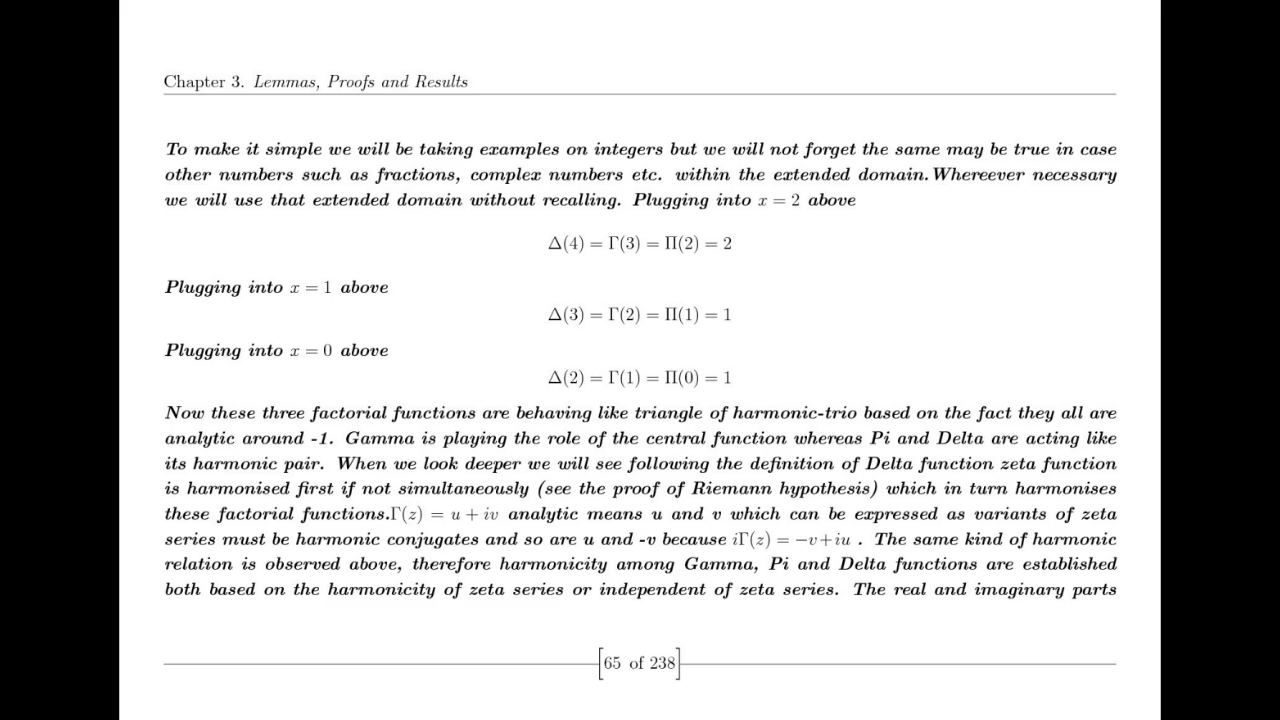 Chapter 3. Lemmas, Proofs and Results
To make it simple we will be taking examples on integers but we will not forget the same may be true in case
other numbers such as fractions, complex numbers etc. within the extended domain.Whereever necessary
we will use that extended domain without recalling. Plugging into x = 2 above
Δ(4) = Γ(3) = Π(2) = 2
Plugging into x = 1 above
Δ(3) = Γ(2) = Π(1) = 1
Plugging into x = 0 above
Δ(2) = Γ(1) = Π(0) = 1
Now these three factorial functions are behaving like triangle of harmonic-trio based on the fact they all are
analytic around -1. Gamma is playing the role of the central function whereas Pi and Delta are acting like
its harmonic pair. When we look deeper we will see following the definition of Delta function zeta function
is harmonised first if not simultaneously (see the proof of Riemann hypothesis) which in turn harmonises
these factorial functions.Γ(z) = u + iv analytic means u and v which can be expressed as variants of zeta
series must be harmonic conjugates and so are u and -v because iΓ(z) = −v+iu . The same kind of harmonic
relation is observed above, therefore harmonicity among Gamma, Pi and Delta functions are established
both based on the harmonicity of zeta series or independent of zeta series. The real and imaginary parts
[65 of 238]